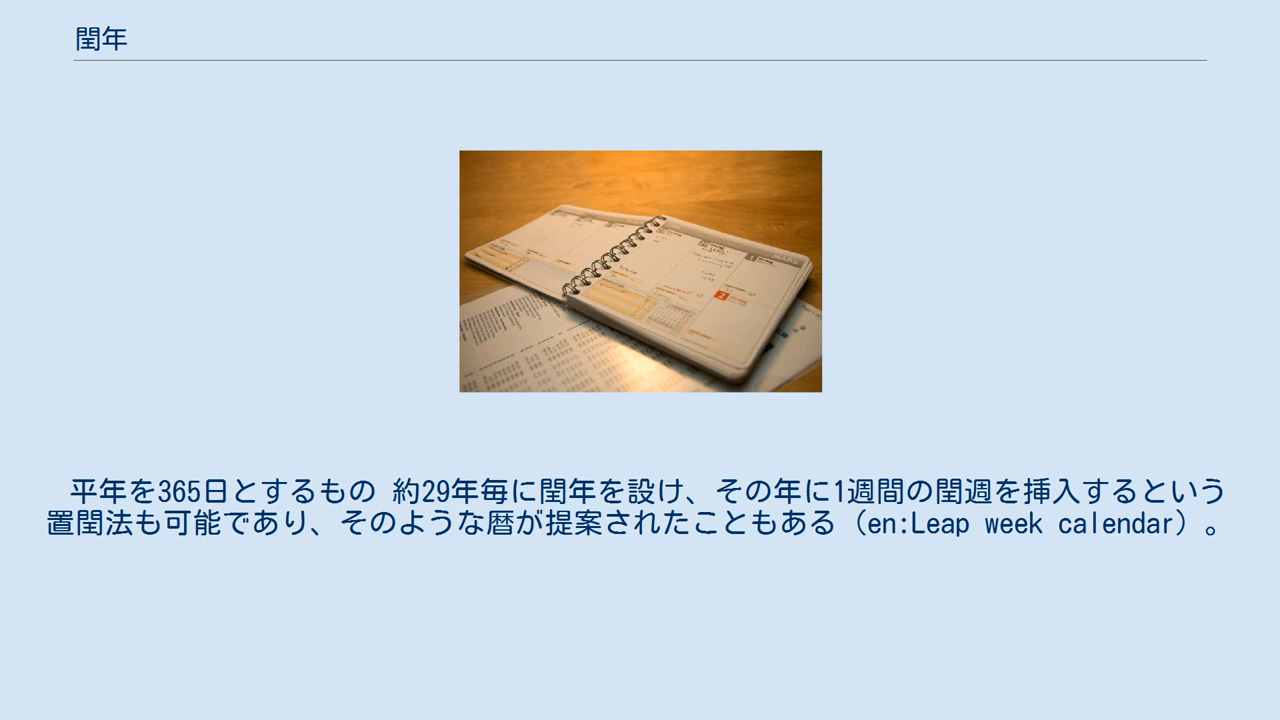 閏年
平年を365日とするもの 約29年毎に閏年を設け、その年に1週間の閏週を挿入するという
置閏法も可能であり、そのような暦が提案されたこともある（en:Leap week calendar）。